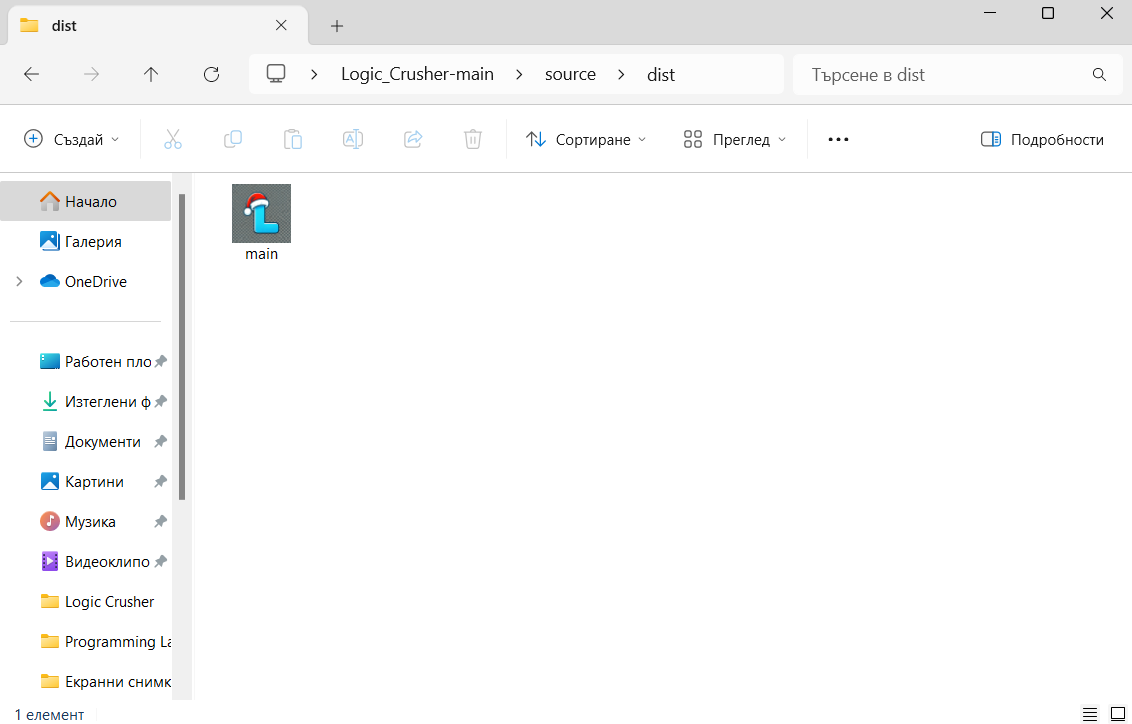 dist
Logic_Crusher-main > source > dist
Търсене в dist
Създай
Сортиране
Преглед
Подробности
Начало
Галерия
OneDrive
Работен пло
Изтеглени ф
Документи
Картини
Музика
Видеоклипо
Logic Crusher
Programming La
Екранни снимк
main
1 елемент